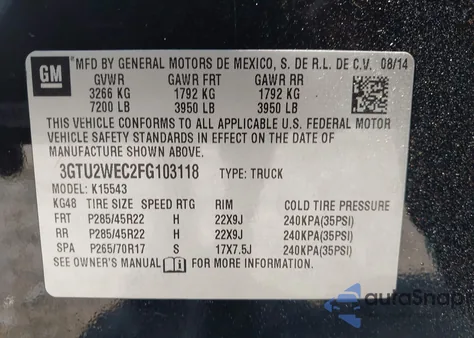 GM
MFD BY GENERAL MOTORS DE MEXICO, S. DE R.L. DE C.V. 08/14
GVWR GAWR FRT GAWR RR
3266 KG 1792 KG 1792 KG
7200 LB 3950 LB 3950 LB
THIS VEHICLE CONFORMS TO ALL APPLICABLE U.S. FEDERAL MOTOR
VEHICLE SAFETY STANDARDS IN EFFECT ON THE DATE OF
MANUFACTURE SHOWN ABOVE.
3GTU2WEC2FG103118 TYPE: TRUCK
MODEL: K15543
KG48 TIRE SIZE SPEED RTG RIM COLD TIRE PRESSURE
FRT P285/45R22 H 22X9J 240KPA(35PSI)
RR P285/45R22 H 22X9J 240KPA(35PSI)
SPA P265/70R17 S 17X7.5J 240KPA(35PSI)
SEE OWNER'S MANUAL FOR MORE INFORMATION.
autoSnap